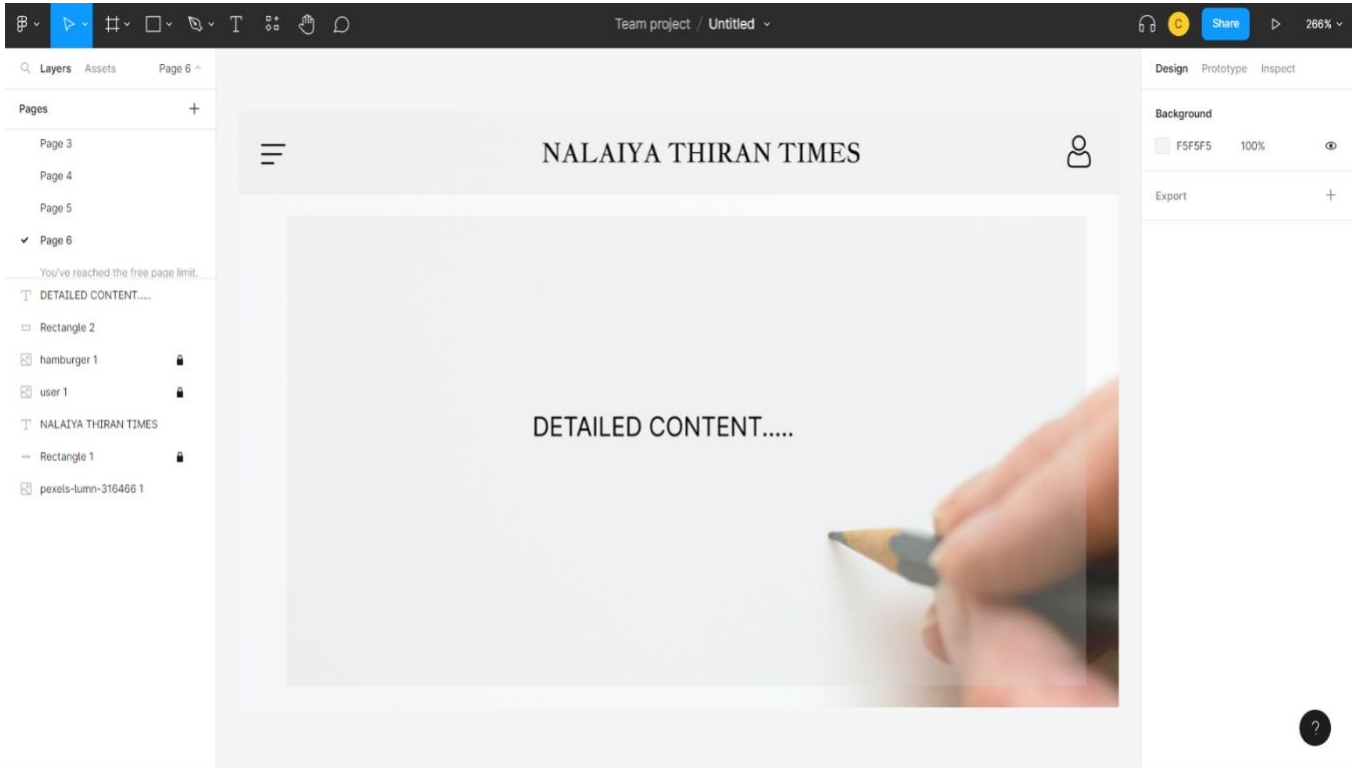 Team project / Untitled
C
Share
266%
Layers Assets Page 6
Pages
Page 3
Page 4
Page 5
Page 6
You've reached the free page limit.
DETAILED CONTENT.....
Rectangle 2
hamburger 1
user 1
NALAIYA THIRAN TIMES
Rectangle 1
pexels-lumn-316466 1
NALAIYA THIRAN TIMES
DETAILED CONTENT.....
Design Prototype Inspect
Background
F5F5F5 100%
Export
?